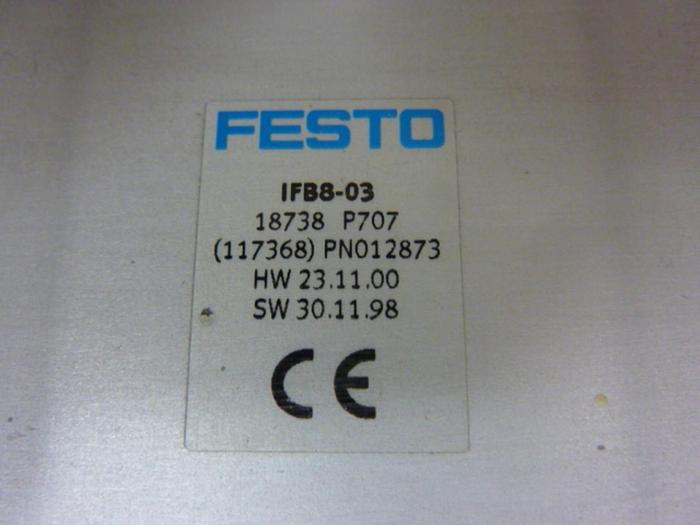 FESTO
IFB8-03
18738 P707
(117368) PN012873
HW 23.11.00
SW 30.11.98
CE